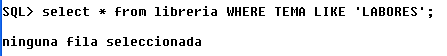 SQL> select * from libreria WHERE TEMA LIKE 'LABORES';
ninguna fila seleccionada